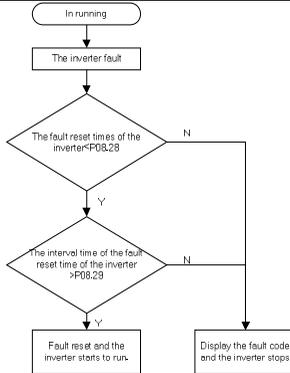 In running
The inverter fault
The fault reset times of the
inverter<P08.28
N
Y
The interval time of the fault
reset time of the inverter
>P08.29
N
Y
Fault reset and the
inverter starts to run.
Display the fault code
and the inverter stops